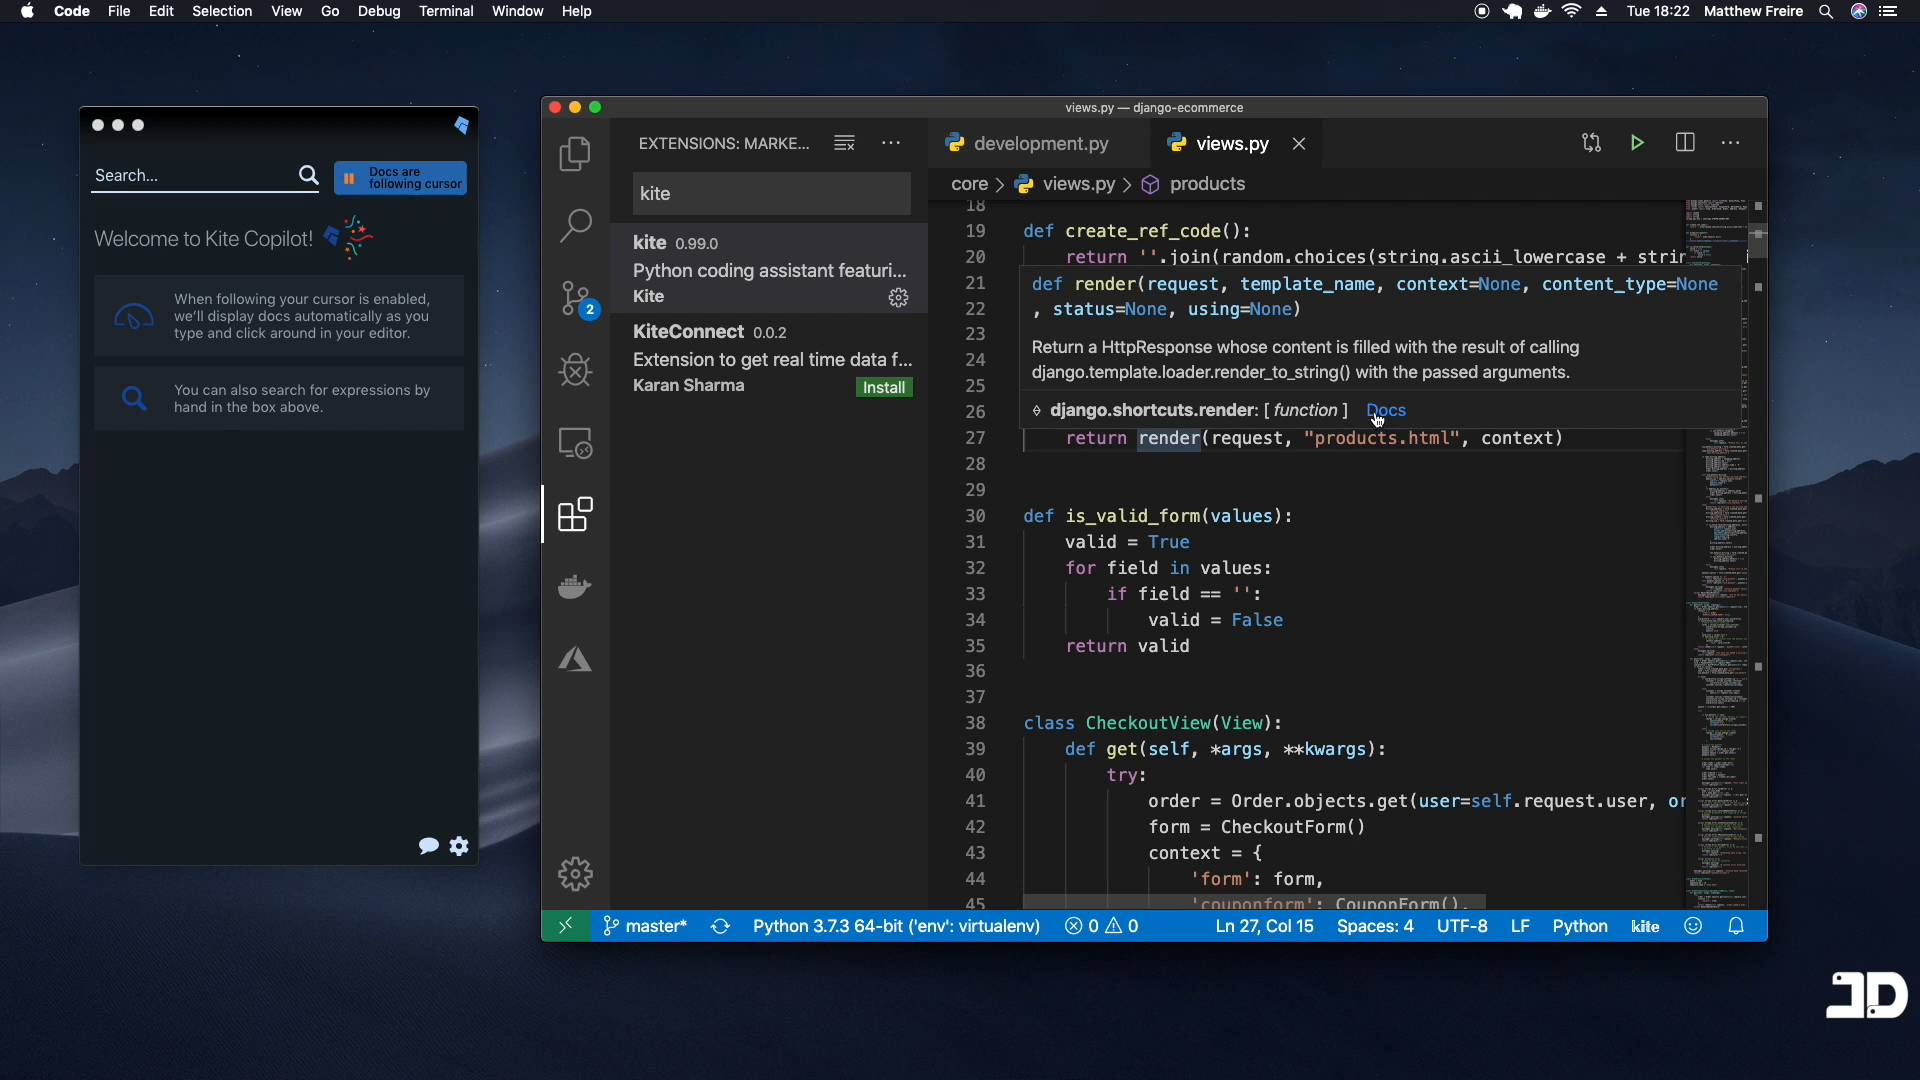 Code File Edit Selection View Go Debug Terminal Window Help
Tue 18:22 Matthew Freire
Search...
Docs are
following cursor
Welcome to Kite Copilot!
When following your cursor is enabled,
we'll display docs automatically as you
type and click around in your editor.
You can also search for expressions by
hand in the box above.
views.py — django-ecommerce
EXTENSIONS: MARKE...
kite
kite 0.99.0
Python coding assistant featuri...
Kite
KiteConnect 0.0.2
Extension to get real time data f...
Karan Sharma
Install
2
development.py
views.py
core > views.py > products
18
19 def create_ref_code():
20 return ''.join(random.choices(string.ascii_lowercase + strir
21
22
23
24
25
26
def render(request, template_name, context=None, content_type=None
, status=None, using=None)
Return a HttpResponse whose content is filled with the result of calling
django.template.loader.render_to_string() with the passed arguments.
django.shortcuts.render: [ function ] Docs
27 return render(request, "products.html", context)
28
29
30 def is_valid_form(values):
31 valid = True
32 for field in values:
33 if field == '':
34 valid = False
35 return valid
36
37
38 class CheckoutView(View):
39 def get(self, *args, **kwargs):
40 try:
41 order = Order.objects.get(user=self.request.user, or
42 form = CheckoutForm()
43 context = {
44 'form': form,
45 'couponform': CouponForm(),
master* Python 3.7.3 64-bit ('env': virtualenv) 0 0 Ln 27, Col 15 Spaces: 4 UTF-8 LF Python kite
JD